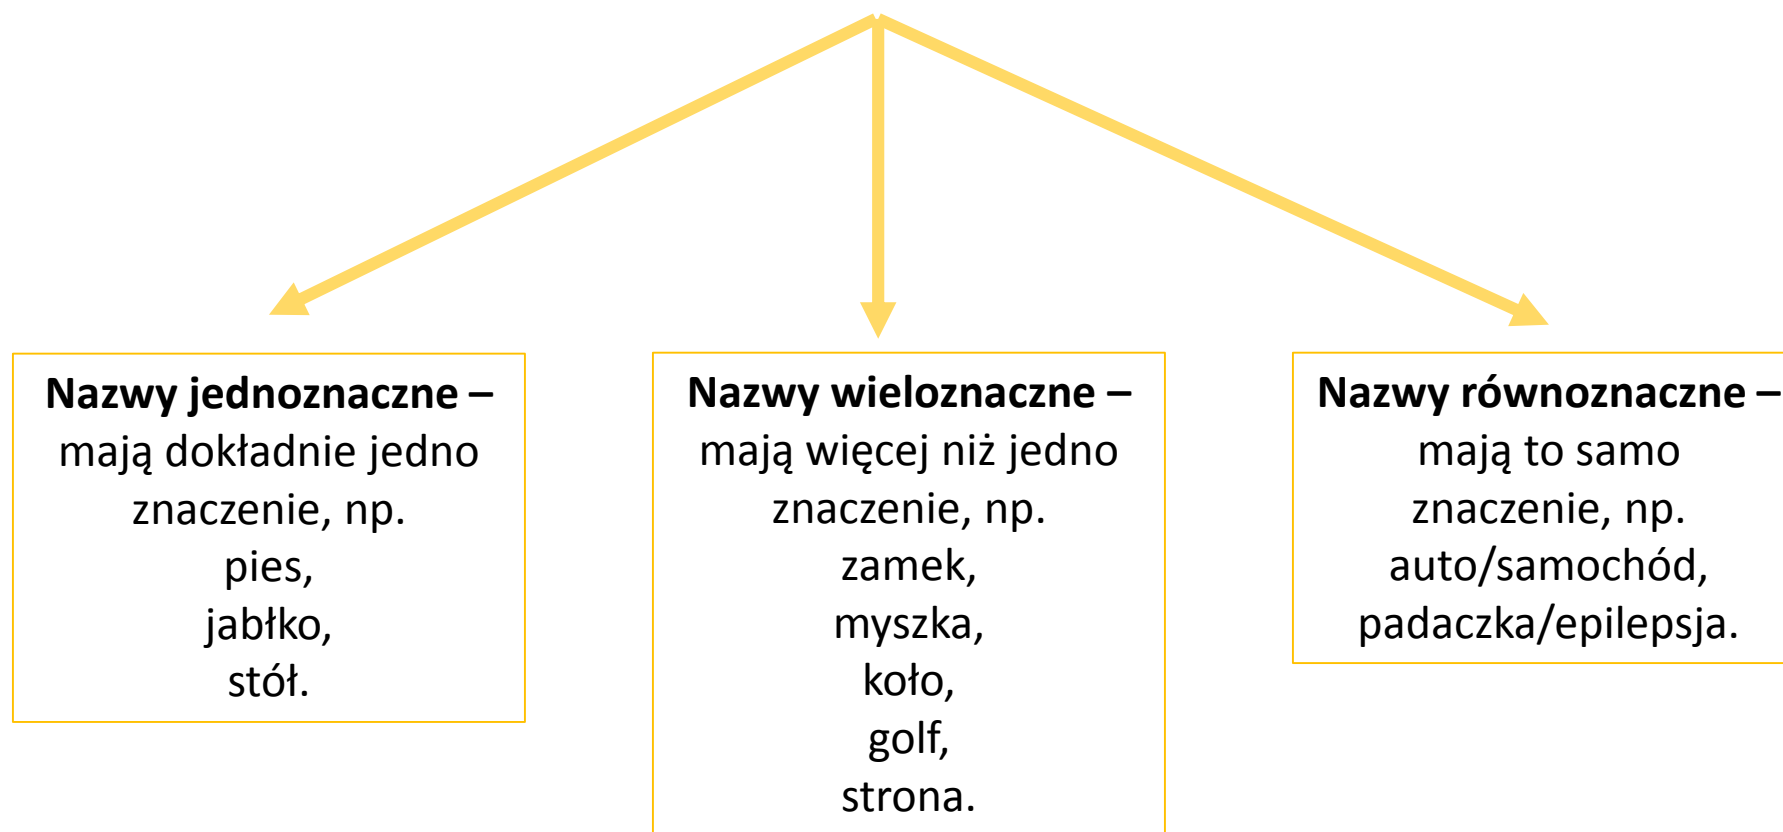 Nazwy jednoznaczne –
mają dokładnie jedno
znaczenie, np.
pies,
jabłko,
stół.
Nazwy wieloznaczne –
mają więcej niż jedno
znaczenie, np.
zamek,
myszka,
koło,
golf,
strona.
Nazwy równoznaczne –
mają to samo
znaczenie, np.
auto/samochód,
padaczka/epilepsja.